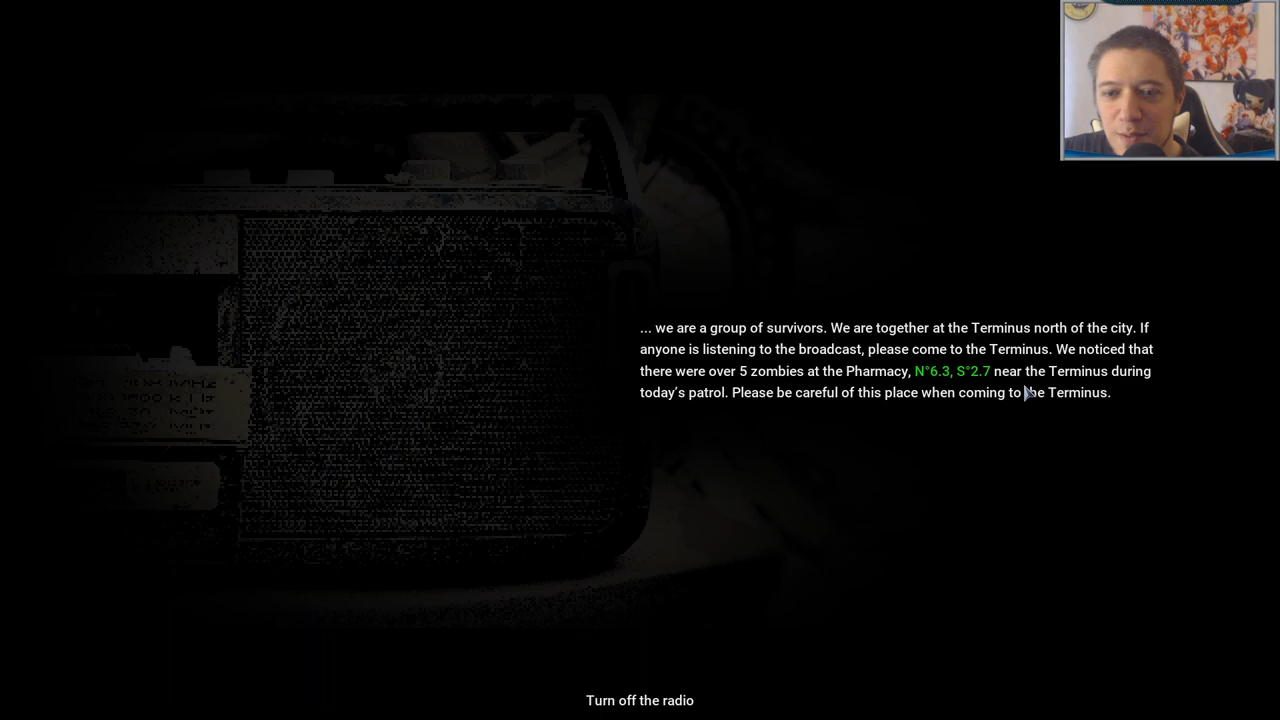 ... we are a group of survivors. We are together at the Terminus north of the city. If
anyone is listening to the broadcast, please come to the Terminus. We noticed that
there were over 5 zombies at the Pharmacy, N°6.3, S°2.7 near the Terminus during
today's patrol. Please be careful of this place when coming to the Terminus.
Turn off the radio